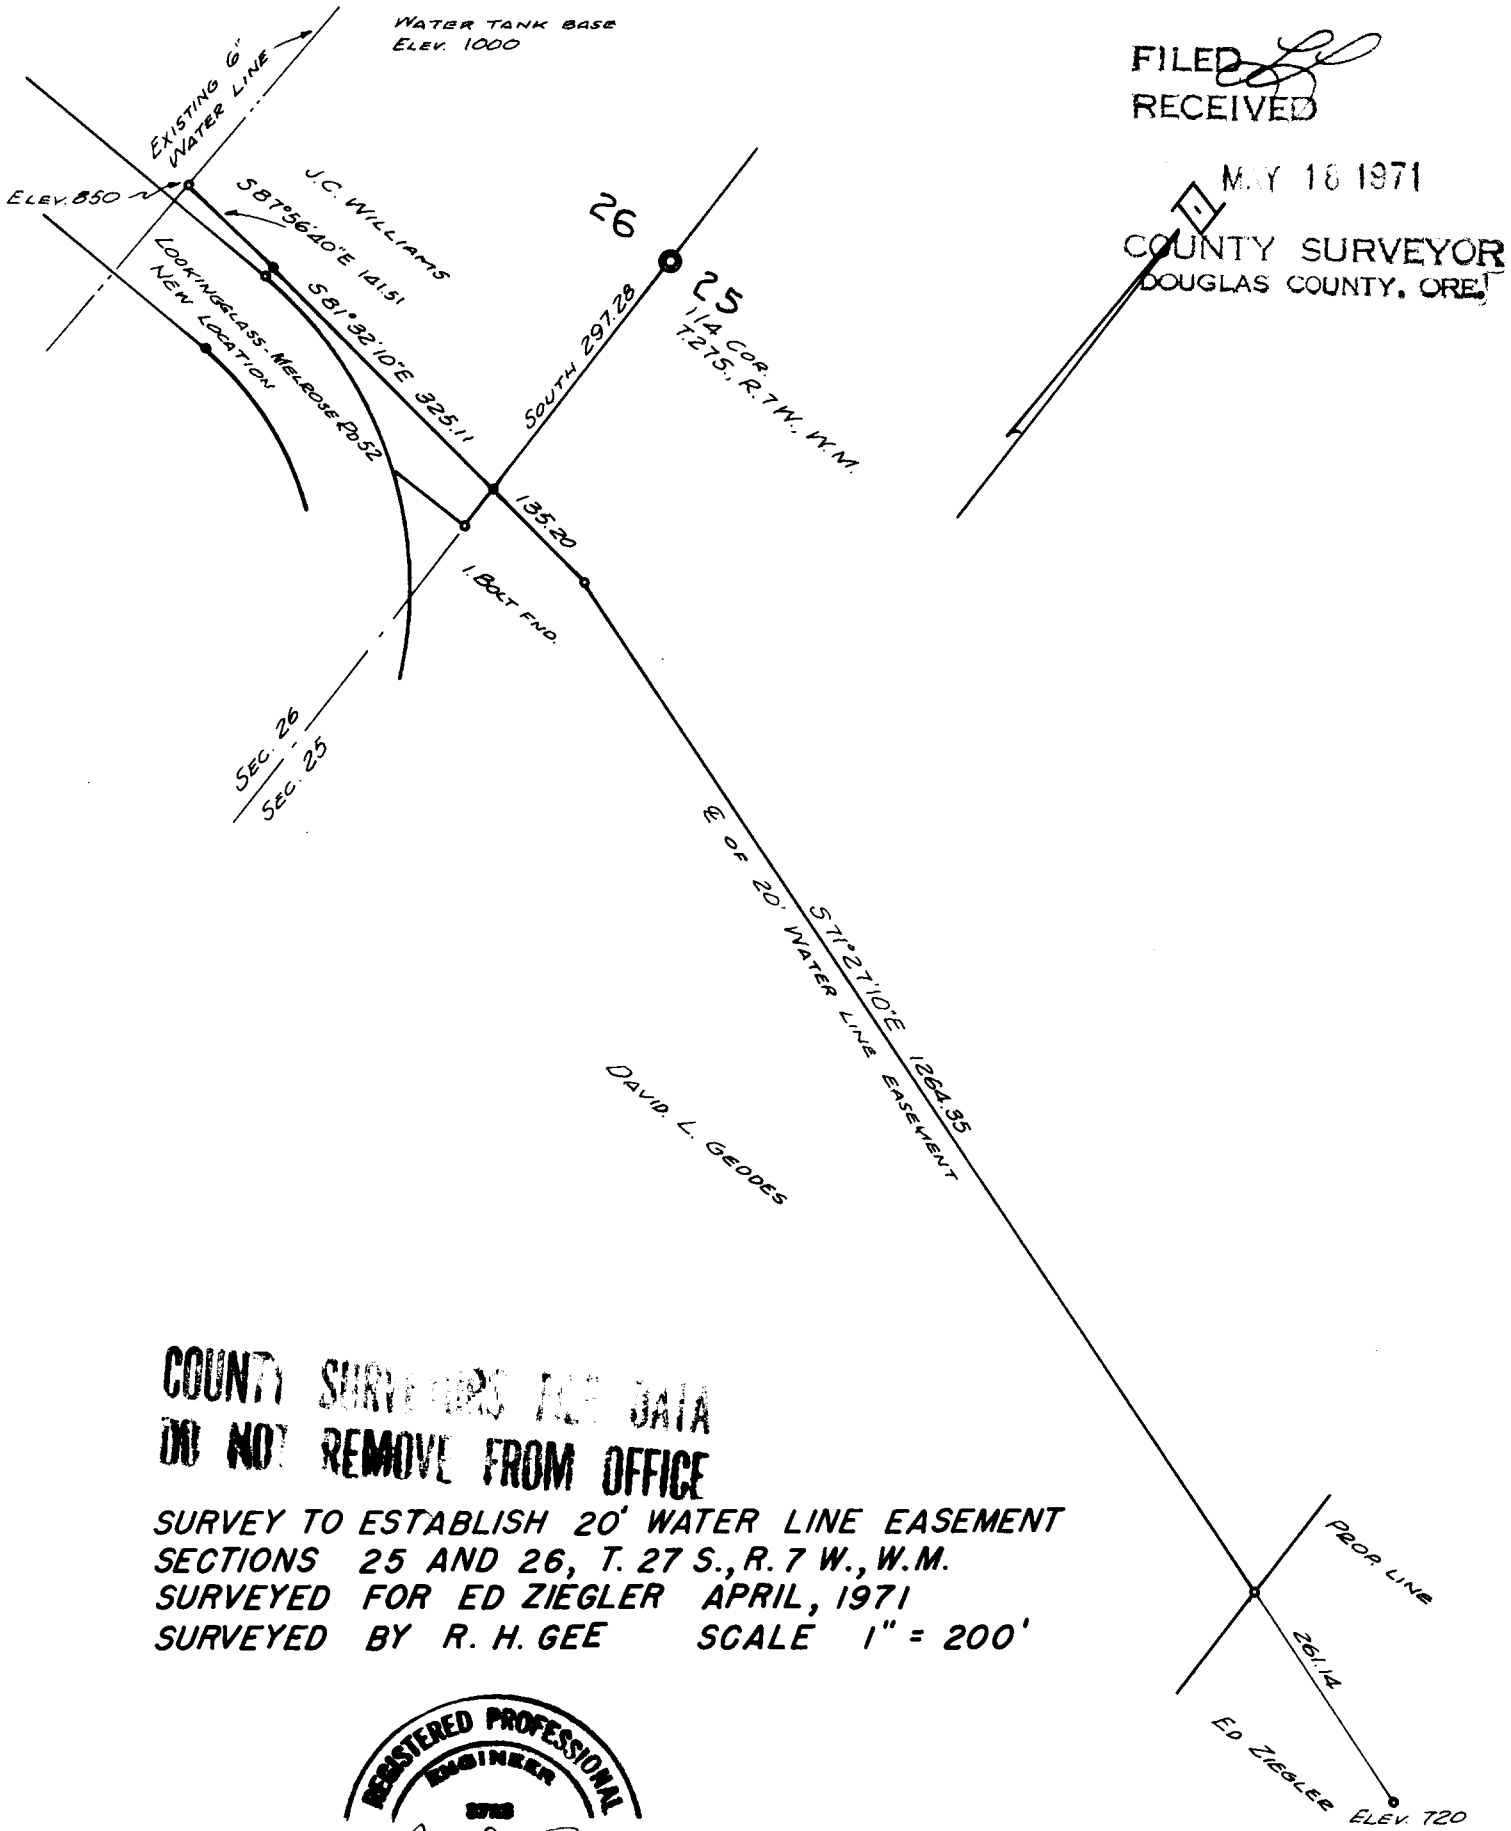 WATER TANK BASE
ELEV. 1000
FILED
RECEIVED
MAY 18 1971
COUNTY SURVEYOR
DOUGLAS COUNTY, ORE.
EXISTING 6"
WATER LINE
ELEV. 850
J.C. WILLIAMS
S87°56'40"E 141.51
LOOKINGGLASS-MELROSE RD 52
NEW LOCATION
S81°32'10"E 325.11
26
25
1/4 COR.
T.27S., R.7W., W.M.
SOUTH 297.28
135.20
1. BOLT FND.
SEC. 26
SEC. 25
℄ OF 20' WATER LINE EASEMENT
S71°27'10"E 1264.35
DAVID. L. GEDDES
COUNTY SURVEYORS DATA
DO NOT REMOVE FROM OFFICE
SURVEY TO ESTABLISH 20' WATER LINE EASEMENT
SECTIONS 25 AND 26, T. 27 S., R. 7 W., W.M.
SURVEYED FOR ED ZIEGLER APRIL, 1971
SURVEYED BY R. H. GEE SCALE 1" = 200'
PROP. LINE
261.14
ED ZIEGLER
ELEV. 720
REGISTERED PROFESSIONAL
ENGINEER